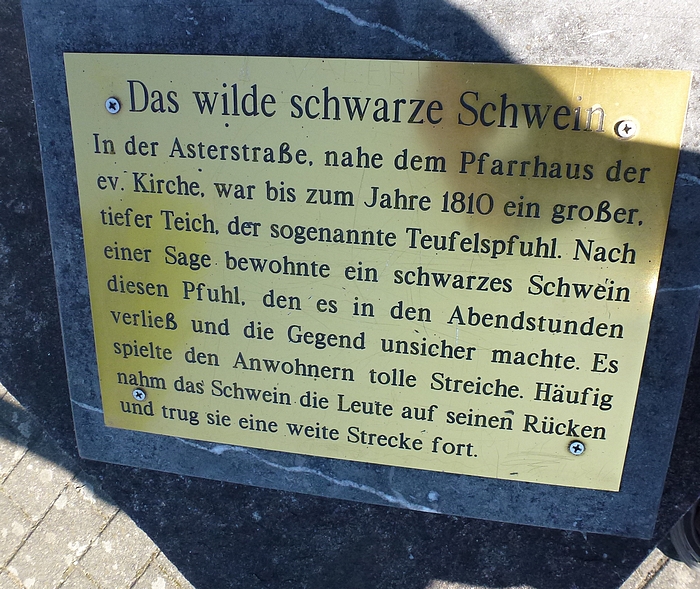 Das wilde schwarze Schwein
In der Asterstraße, nahe dem Pfarrhaus der
ev. Kirche, war bis zum Jahre 1810 ein großer,
tiefer Teich, der sogenannte Teufelspfuhl. Nach
einer Sage bewohnte ein schwarzes Schwein
diesen Pfuhl, den es in den Abendstunden
verließ und die Gegend unsicher machte. Es
spielte den Anwohnern tolle Streiche. Häufig
nahm das Schwein die Leute auf seinen Rücken
und trug sie eine weite Strecke fort.